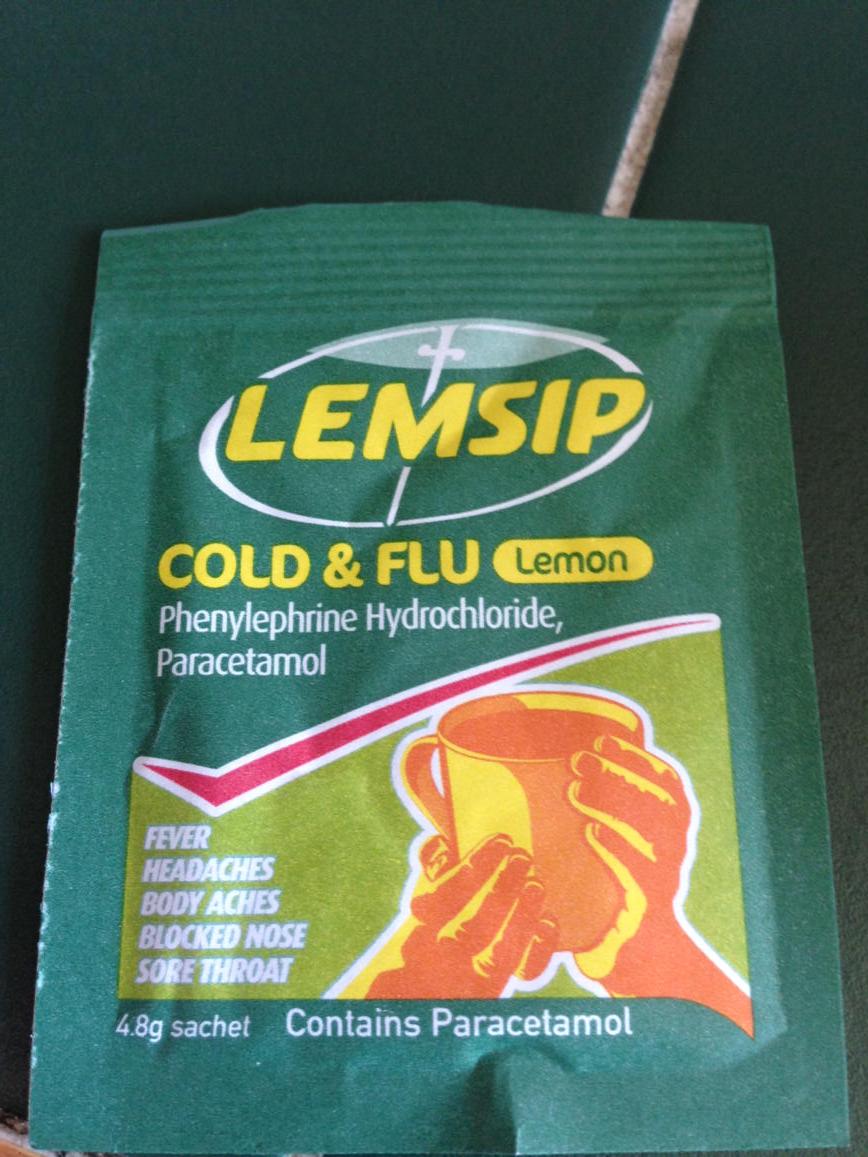 LEMSIP
COLD & FLU Lemon
Phenylephrine Hydrochloride,
Paracetamol
FEVER
HEADACHES
BODY ACHES
BLOCKED NOSE
SORE THROAT
4.8g sachet Contains Paracetamol